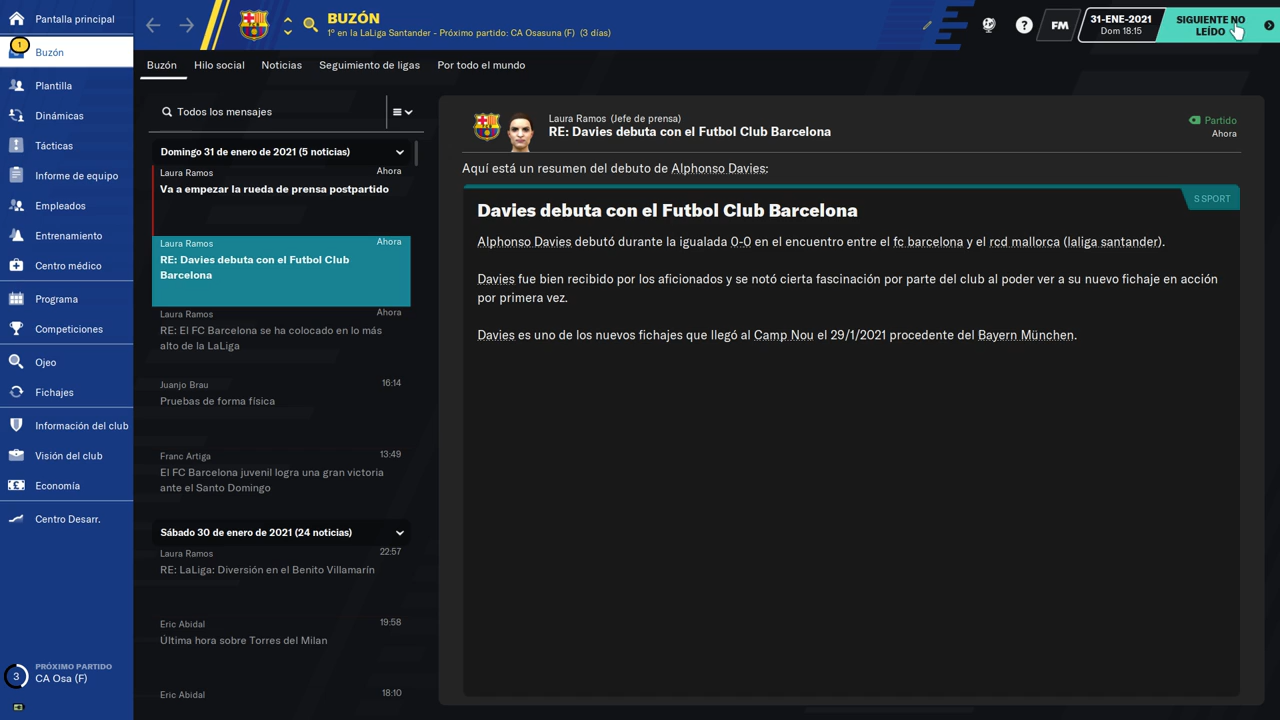 Pantalla principal
1
Buzón
Plantilla
Dinámicas
Tácticas
Informe de equipo
Empleados
Entrenamiento
Centro médico
Programa
Competiciones
Ojeo
Fichajes
Información del club
Visión del club
Economía
Centro Desarr.
3
PRÓXIMO PARTIDO
CA Osa (F)
BUZÓN
1º en la LaLiga Santander - Próximo partido: CA Osasuna (F) (3 días)
FM
31-ENE-2021
Dom 18:15
SIGUIENTE NO
LEÍDO
Buzón
Hilo social
Noticias
Seguimiento de ligas
Por todo el mundo
Todos los mensajes
Domingo 31 de enero de 2021 (5 noticias)
Laura Ramos Ahora
Va a empezar la rueda de prensa postpartido
Laura Ramos Ahora
RE: Davies debuta con el Futbol Club
Barcelona
Laura Ramos Ahora
RE: El FC Barcelona se ha colocado en lo más
alto de la LaLiga
Juanjo Brau 16:14
Pruebas de forma física
Franc Artiga 13:49
El FC Barcelona juvenil logra una gran victoria
ante el Santo Domingo
Sábado 30 de enero de 2021 (24 noticias)
Laura Ramos 22:57
RE: LaLiga: Diversión en el Benito Villamarín
Eric Abidal 19:58
Última hora sobre Torres del Milan
Eric Abidal 18:10
Laura Ramos (Jefe de prensa)
RE: Davies debuta con el Futbol Club Barcelona
Partido
Ahora
Aquí está un resumen del debuto de Alphonso Davies:
S SPORT
Davies debuta con el Futbol Club Barcelona
Alphonso Davies debutó durante la igualada 0-0 en el encuentro entre el fc barcelona y el rcd mallorca (laliga santander).
Davies fue bien recibido por los aficionados y se notó cierta fascinación por parte del club al poder ver a su nuevo fichaje en acción
por primera vez.
Davies es uno de los nuevos fichajes que llegó al Camp Nou el 29/1/2021 procedente del Bayern München.